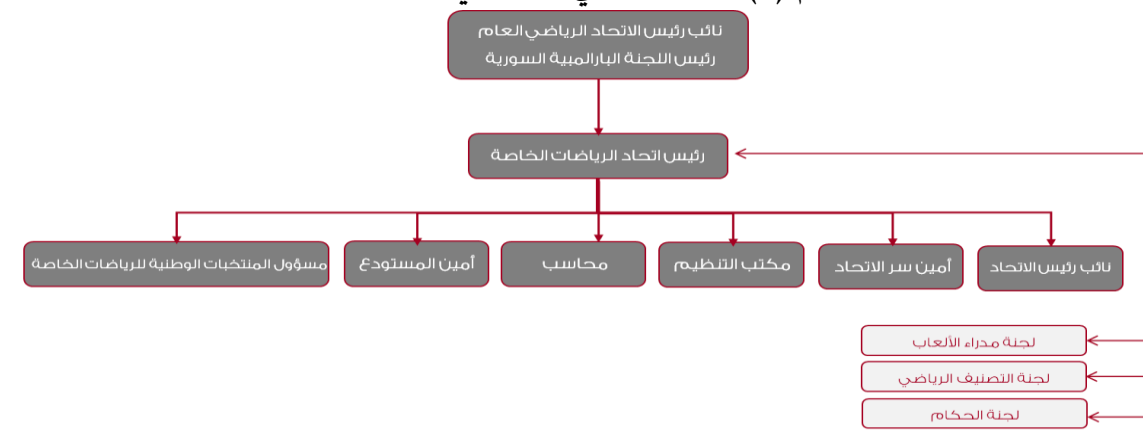 نائب رئيس الاتحاد الرياضي العام
رئيس اللجنة البارالمبية السورية
رئيس اتحاد الرياضات الخاصة
نائب رئيس الاتحاد
أمين سر الاتحاد
مكتب التنظيم
محاسب
أمين المستودع
مسؤول المنتخبات الوطنية للرياضات الخاصة
لجنة مدراء الألعاب
لجنة التصنيف الرياضي
لجنة الحكام